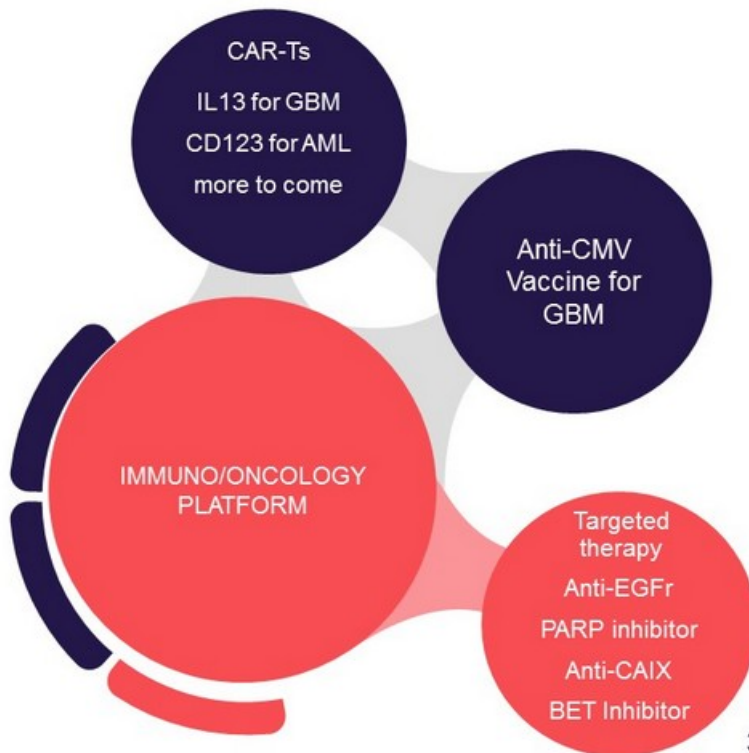 CAR-Ts
IL13 for GBM
CD123 for AML
more to come
Anti-CMV
Vaccine for
GBM
IMMUNO/ONCOLOGY
PLATFORM
Targeted
therapy
Anti-EGFr
PARP inhibitor
Anti-CAIX
BET Inhibitor